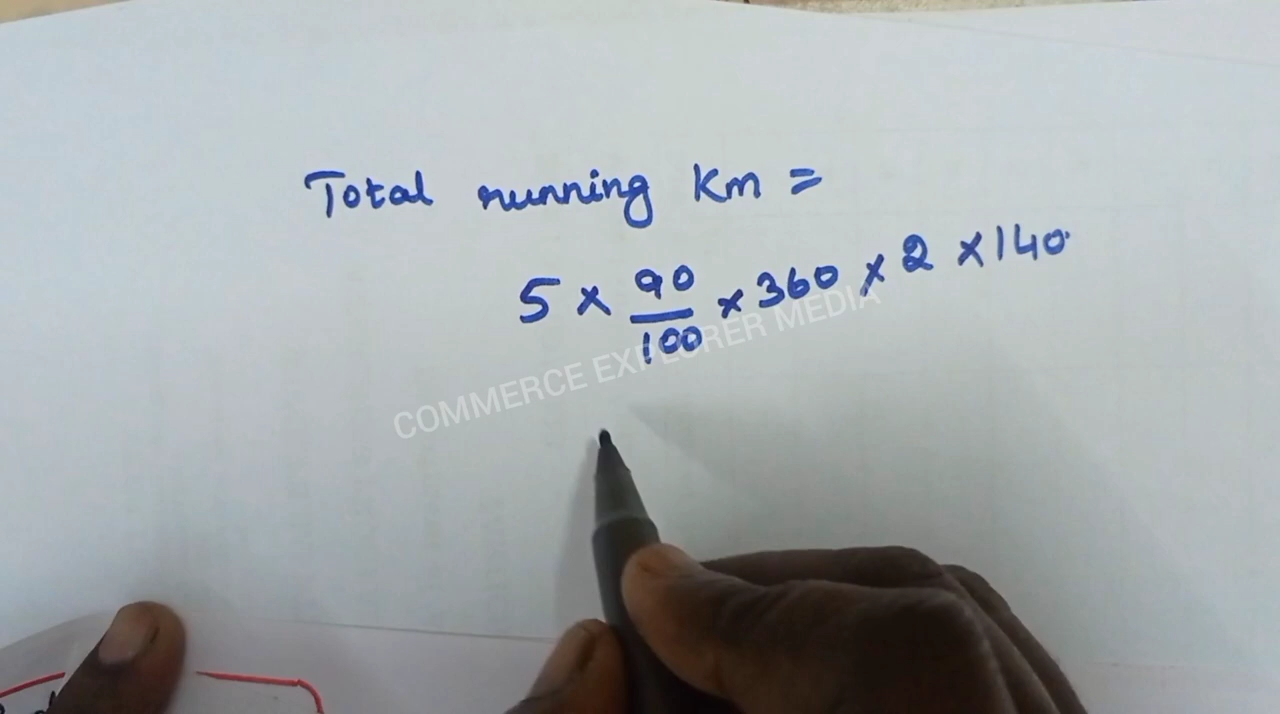 Total running Km =
5 × 90/100 × 360 × 2 × 140
COMMERCE EXPLORER MEDIA